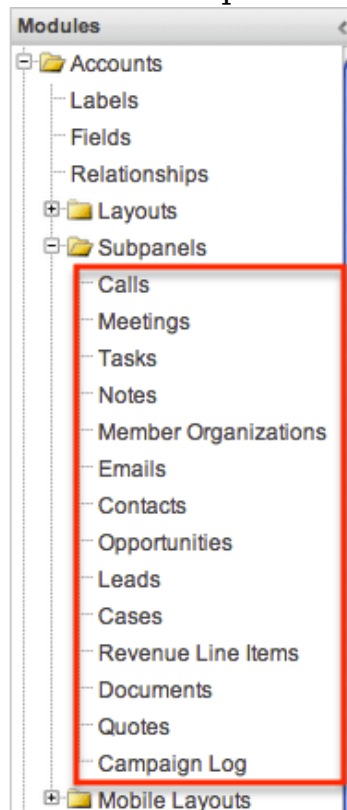 Modules
Accounts
Labels
Fields
Relationships
Layouts
Subpanels
Calls
Meetings
Tasks
Notes
Member Organizations
Emails
Contacts
Opportunities
Leads
Cases
Revenue Line Items
Documents
Quotes
Campaign Log
Mobile Layouts